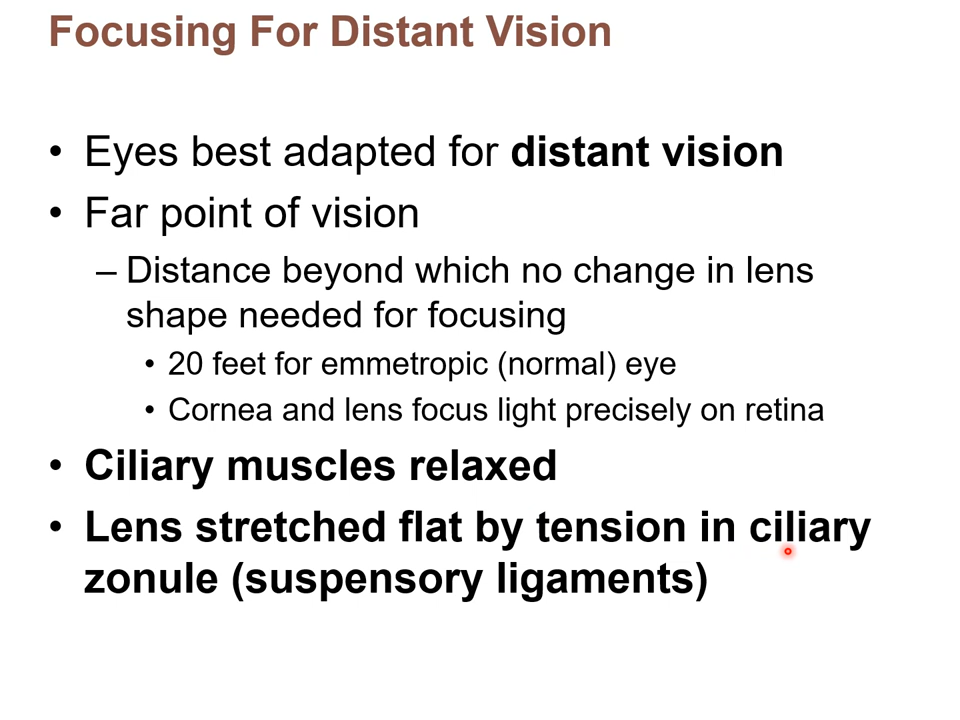 Focusing For Distant Vision
• Eyes best adapted for distant vision
• Far point of vision
– Distance beyond which no change in lens
shape needed for focusing
• 20 feet for emmetropic (normal) eye
• Cornea and lens focus light precisely on retina
• Ciliary muscles relaxed
• Lens stretched flat by tension in ciliary
zonule (suspensory ligaments)